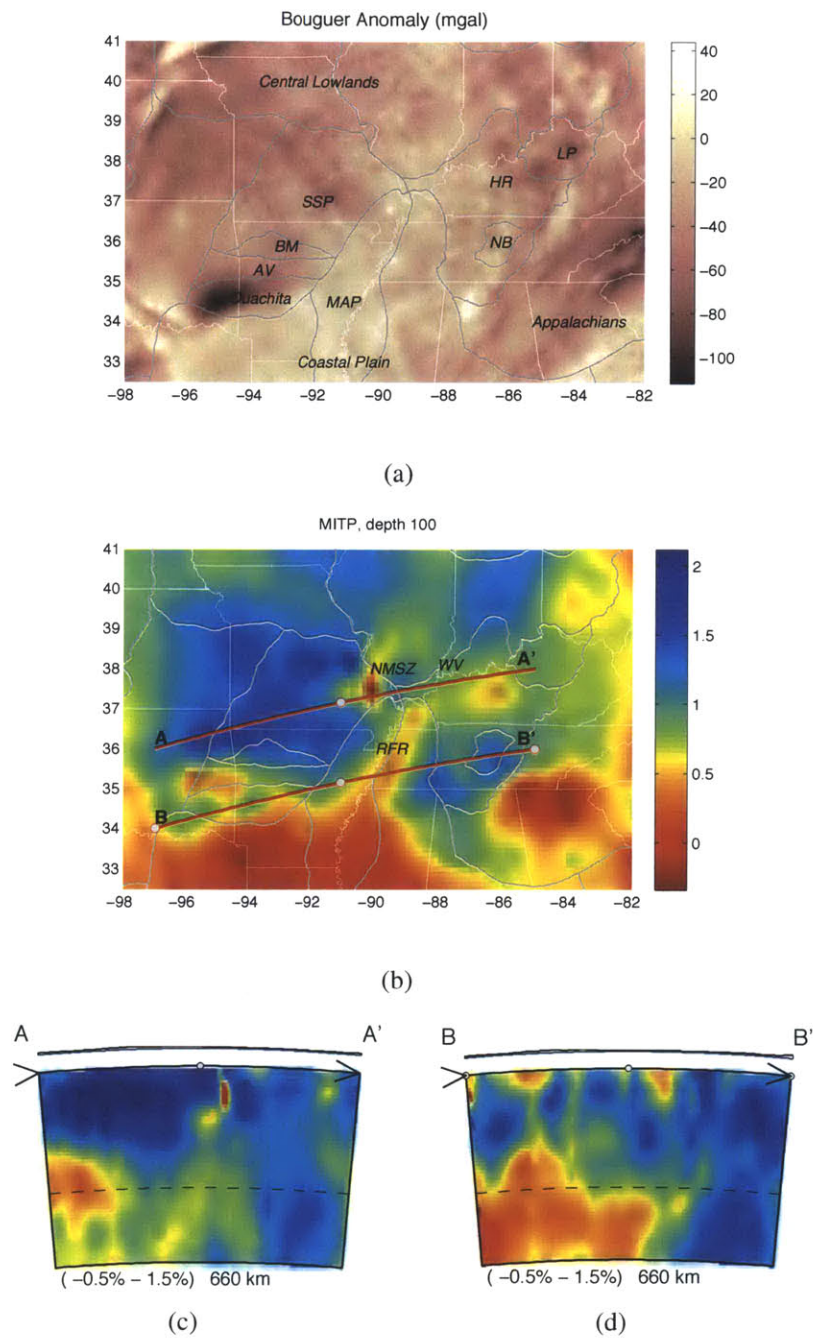 Bouguer Anomaly (mgal)
41
40
39
38
37
36
35
34
33
Central Lowlands
LP
HR
SSP
BM
NB
AV
Ouachita
MAP
Appalachians
Coastal Plain
40
20
0
−20
−40
−60
−80
−100
−98 −96 −94 −92 −90 −88 −86 −84 −82
(a)
MITP, depth 100
41
40
39
38
37
36
35
34
33
NMSZ
WV
A'
A
RFR
B'
B
2
1.5
1
0.5
0
−98 −96 −94 −92 −90 −88 −86 −84 −82
(b)
A A'
( −0.5% − 1.5%) 660 km
(c)
B B'
( −0.5% − 1.5%) 660 km
(d)